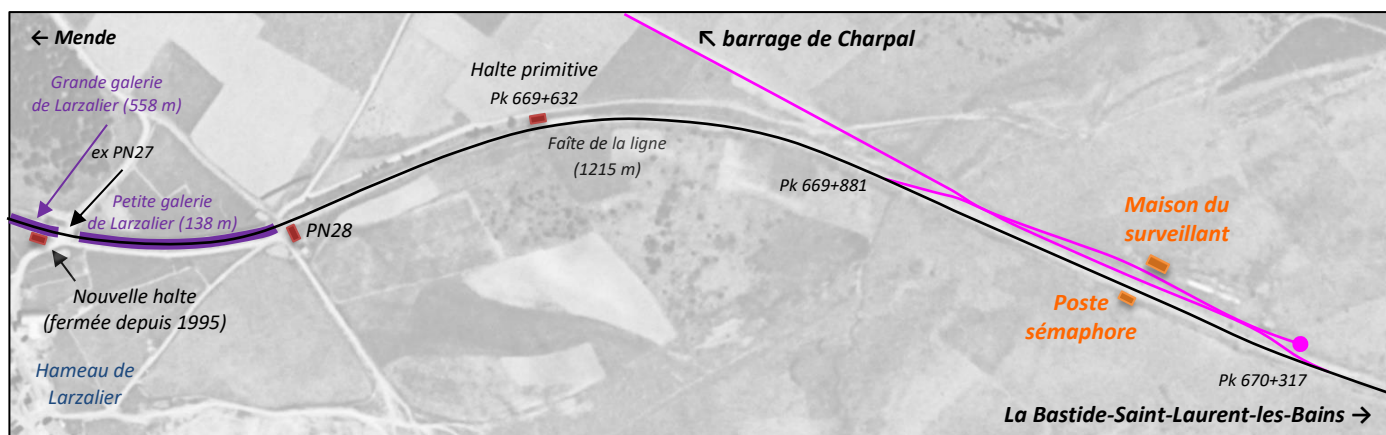 ← Mende
↖ barrage de Charpal
Grande galerie
de Larzalier (558 m)
Halte primitive
Pk 669+632
ex PN27
Faîte de la ligne
(1215 m)
Pk 669+881
Petite galerie
de Larzalier (138 m)
PN28
Maison du
surveillant
Nouvelle halte
(fermée depuis 1995)
Poste
sémaphore
Hameau de
Larzalier
Pk 670+317
La Bastide-Saint-Laurent-les-Bains →